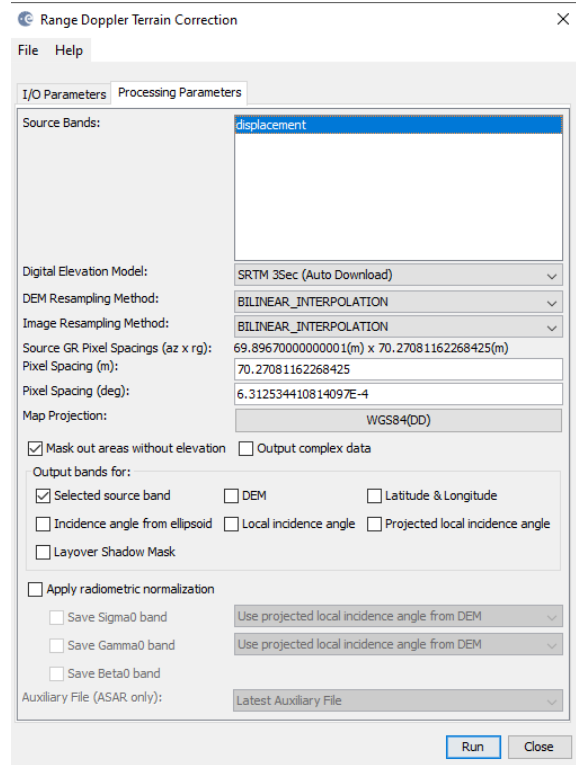 Range Doppler Terrain Correction
File Help
I/O Parameters Processing Parameters
Source Bands: displacement
Digital Elevation Model: SRTM 3Sec (Auto Download)
DEM Resampling Method: BILINEAR_INTERPOLATION
Image Resampling Method: BILINEAR_INTERPOLATION
Source GR Pixel Spacings (az x rg): 69.89670000000001(m) x 70.27081162268425(m)
Pixel Spacing (m): 70.27081162268425
Pixel Spacing (deg): 6.312534410814097E-4
Map Projection: WGS84(DD)
Mask out areas without elevation Output complex data
Output bands for:
Selected source band DEM Latitude & Longitude
Incidence angle from ellipsoid Local incidence angle Projected local incidence angle
Layover Shadow Mask
Apply radiometric normalization
Save Sigma0 band Use projected local incidence angle from DEM
Save Gamma0 band Use projected local incidence angle from DEM
Save Beta0 band
Auxiliary File (ASAR only): Latest Auxiliary File
Run Close